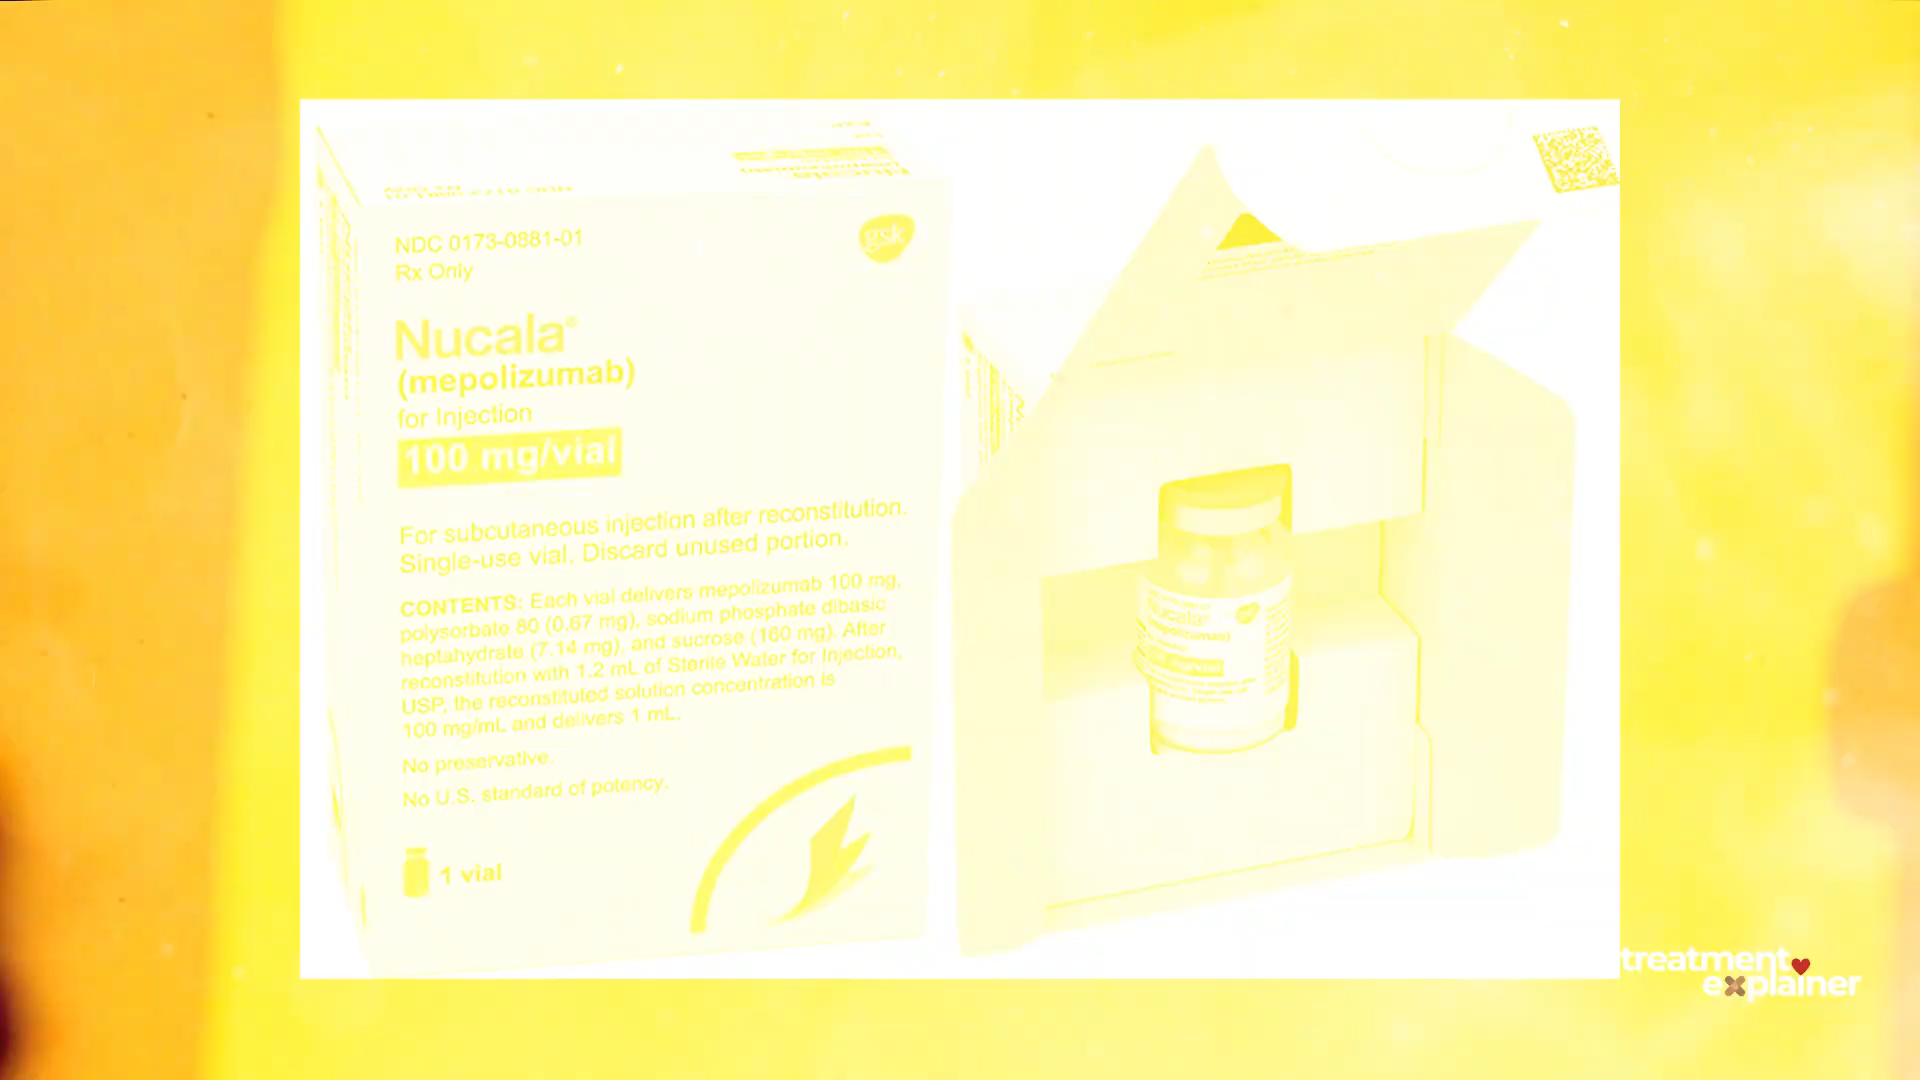 NDC 0173-0881-01
Rx Only
gsk
Nucala®
(mepolizumab)
for Injection
100 mg/vial
For subcutaneous injection after reconstitution.
Single-use vial. Discard unused portion.
CONTENTS: Each vial delivers mepolizumab 100 mg,
polysorbate 80 (0.67 mg), sodium phosphate dibasic
heptahydrate (7.14 mg), and sucrose (160 mg). After
reconstitution with 1.2 mL of Sterile Water for Injection,
USP, the reconstituted solution concentration is
100 mg/mL and delivers 1 mL.
No preservative.
No U.S. standard of potency.
1 vial
Nucala
(mepolizumab)
treatment
explainer